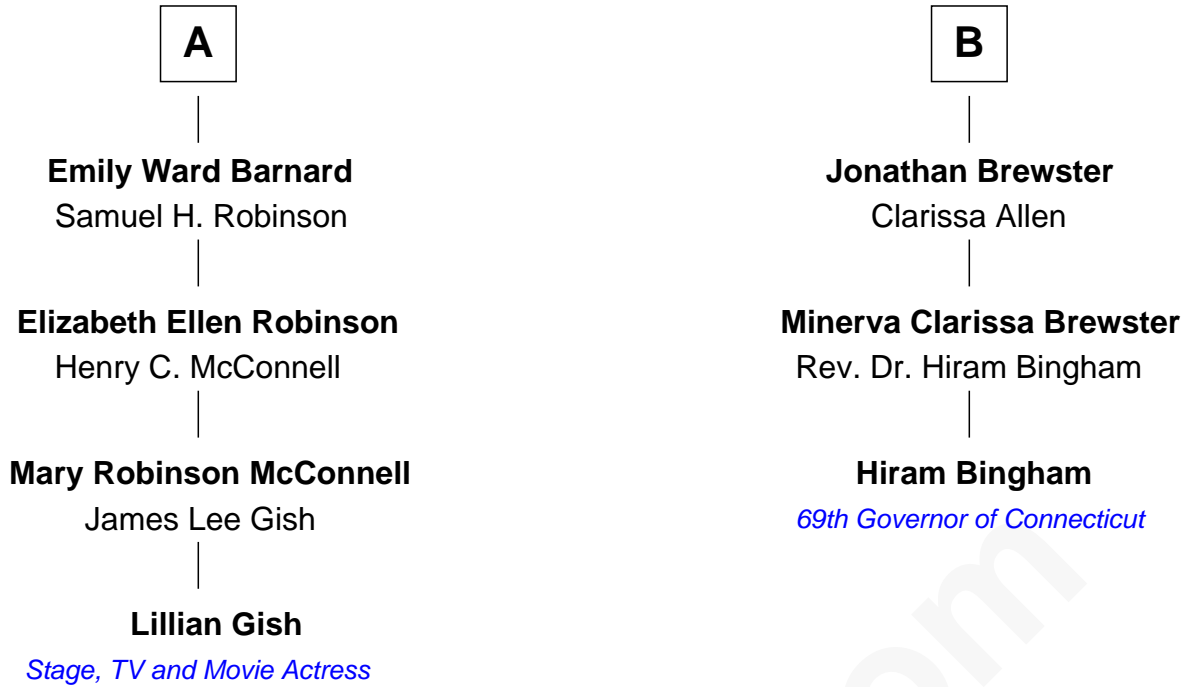 A
Emily Ward Barnard
Samuel H. Robinson
Elizabeth Ellen Robinson
Henry C. McConnell
Mary Robinson McConnell
James Lee Gish
Lillian Gish
Stage, TV and Movie Actress
B
Jonathan Brewster
Clarissa Allen
Minerva Clarissa Brewster
Rev. Dr. Hiram Bingham
Hiram Bingham
69th Governor of Connecticut
om